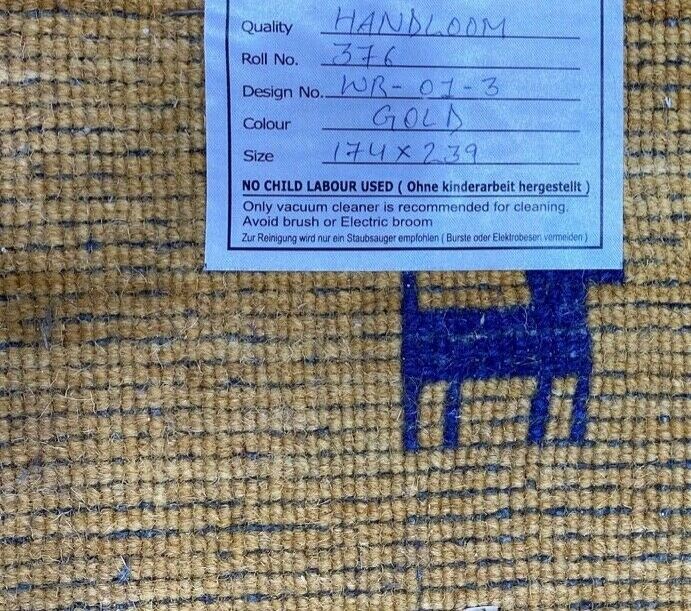 Quality HANDLOOM
Roll No. 376
Design No. WR-01-3
Colour GOLD
Size 174 x 239
NO CHILD LABOUR USED ( Ohne kinderarbeit hergestellt )
Only vacuum cleaner is recommended for cleaning.
Avoid brush or Electric broom
Zur Reinigung wird nur ein Staubsauger empfohlen ( Burste oder Elektrobesen vermeiden )